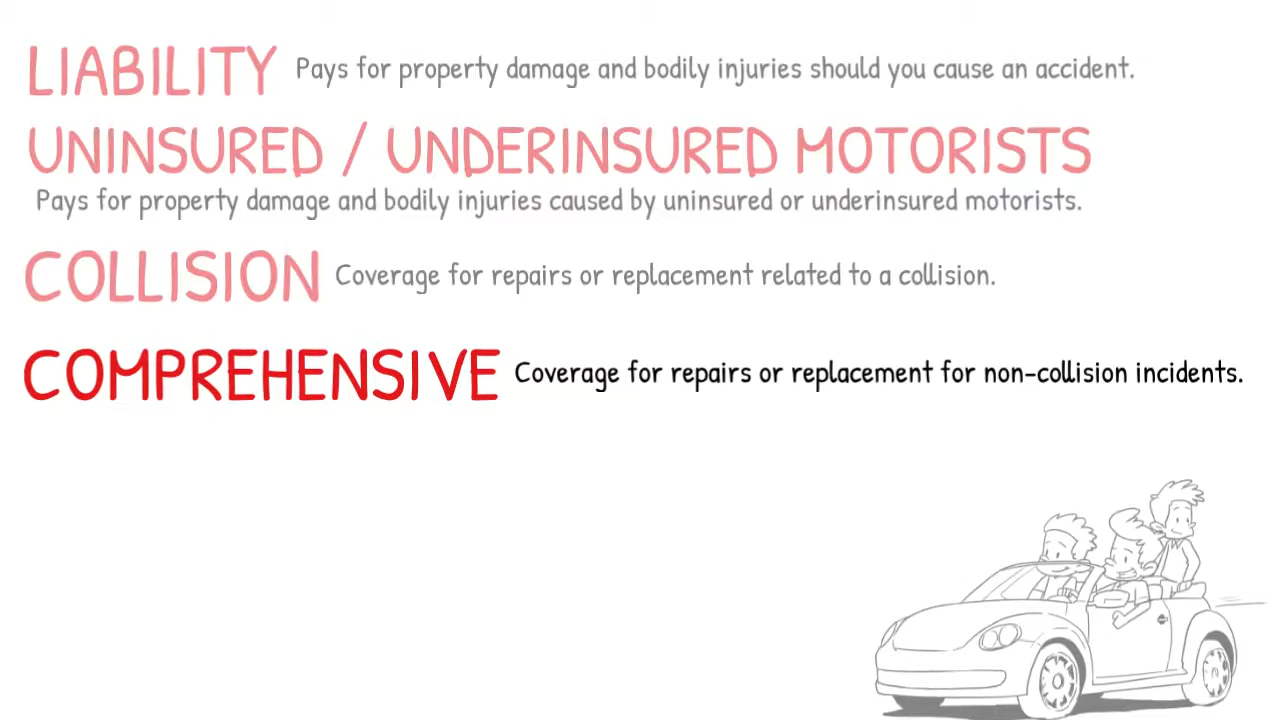 LIABILITY Pays for property damage and bodily injuries should you cause an accident.
UNINSURED / UNDERINSURED MOTORISTS
Pays for property damage and bodily injuries caused by uninsured or underinsured motorists.
COLLISION Coverage for repairs or replacement related to a collision.
COMPREHENSIVE Coverage for repairs or replacement for non-collision incidents.